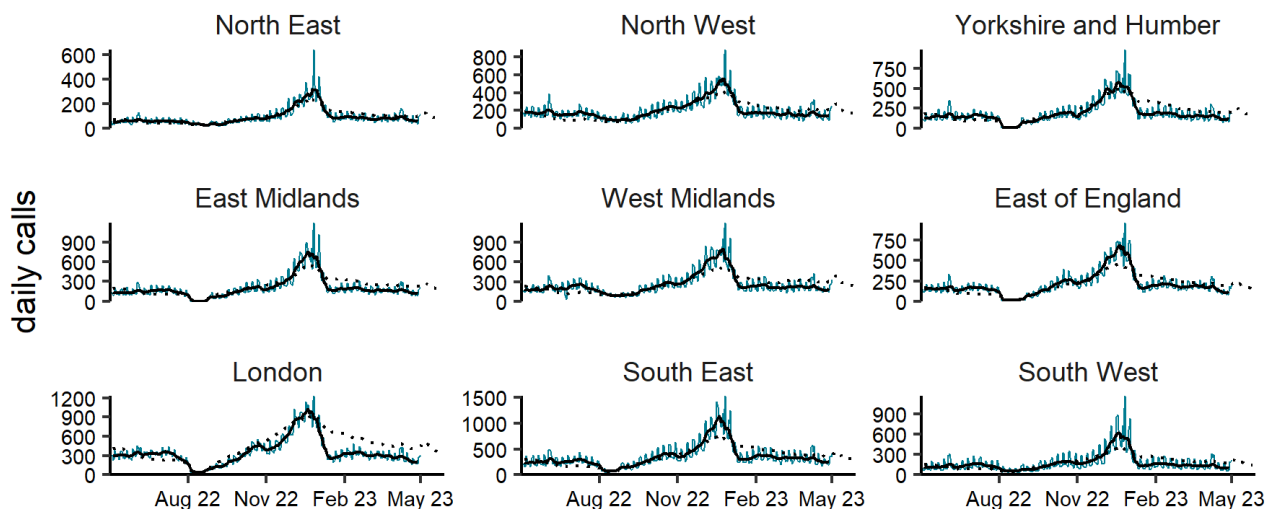 North East
North West
Yorkshire and Humber
600
400
200
0
800
600
400
200
0
750
500
250
0
daily calls
East Midlands
West Midlands
East of England
900
600
300
0
900
600
300
0
750
500
250
0
London
South East
South West
1200
900
600
300
0
1500
1000
500
0
900
600
300
0
Aug 22 Nov 22 Feb 23 May 23
Aug 22 Nov 22 Feb 23 May 23
Aug 22 Nov 22 Feb 23 May 23